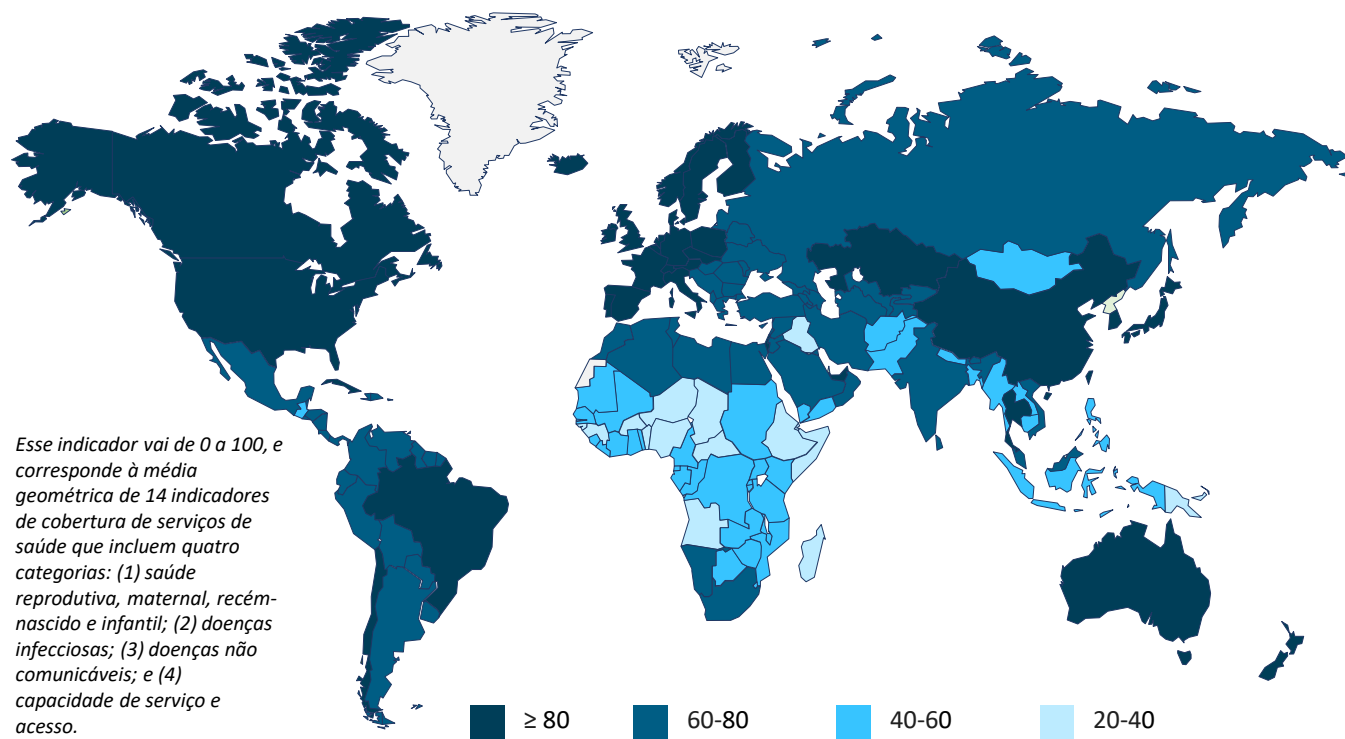 Esse indicador vai de 0 a 100, e
corresponde à média
geométrica de 14 indicadores
de cobertura de serviços de
saúde que incluem quatro
categorias: (1) saúde
reprodutiva, maternal, recém-
nascido e infantil; (2) doenças
infecciosas; (3) doenças não
comunicáveis; e (4)
capacidade de serviço e
acesso.
≥ 80
60-80
40-60
20-40